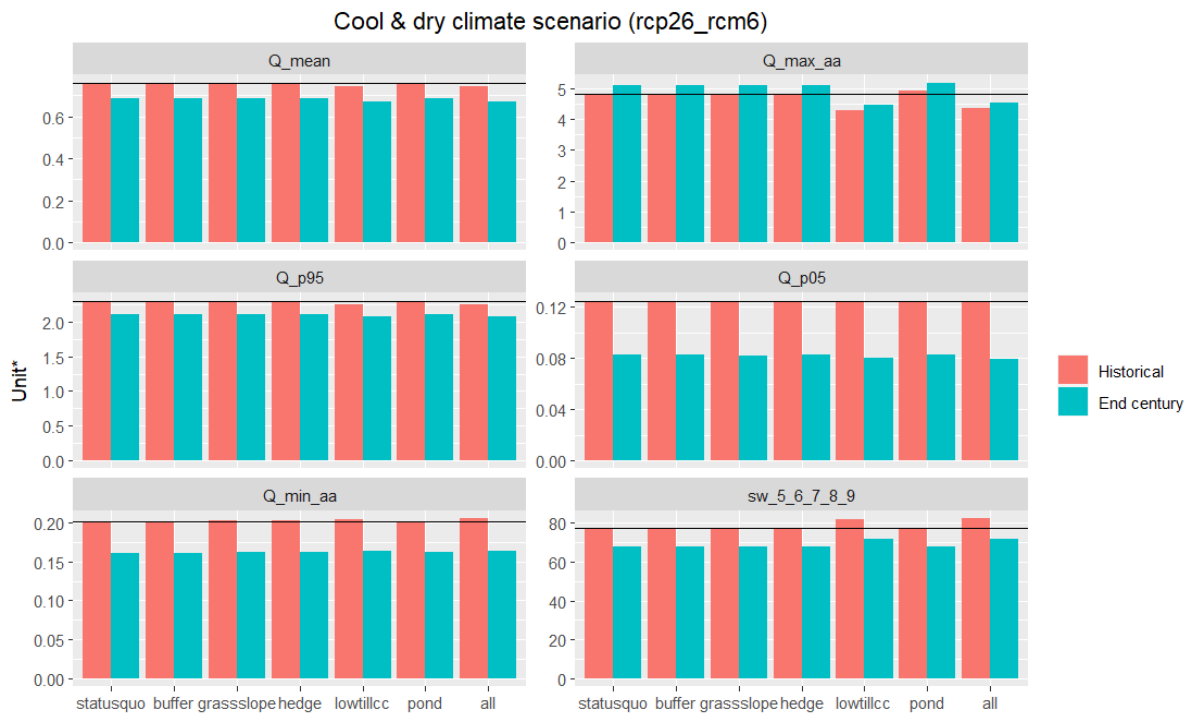 Cool & dry climate scenario (rcp26_rcm6)
Q_mean
Q_max_aa
0.6
0.4
0.2
0.0
5
4
3
2
1
0
Q_p95
Q_p05
2.0
1.5
1.0
0.5
0.0
0.12
0.08
0.04
0.00
Unit*
Historical
End century
Q_min_aa
sw_5_6_7_8_9
0.20
0.15
0.10
0.05
0.00
80
60
40
20
0
statusquo buffer grassslope hedge lowtillcc pond all
statusquo buffer grassslope hedge lowtillcc pond all